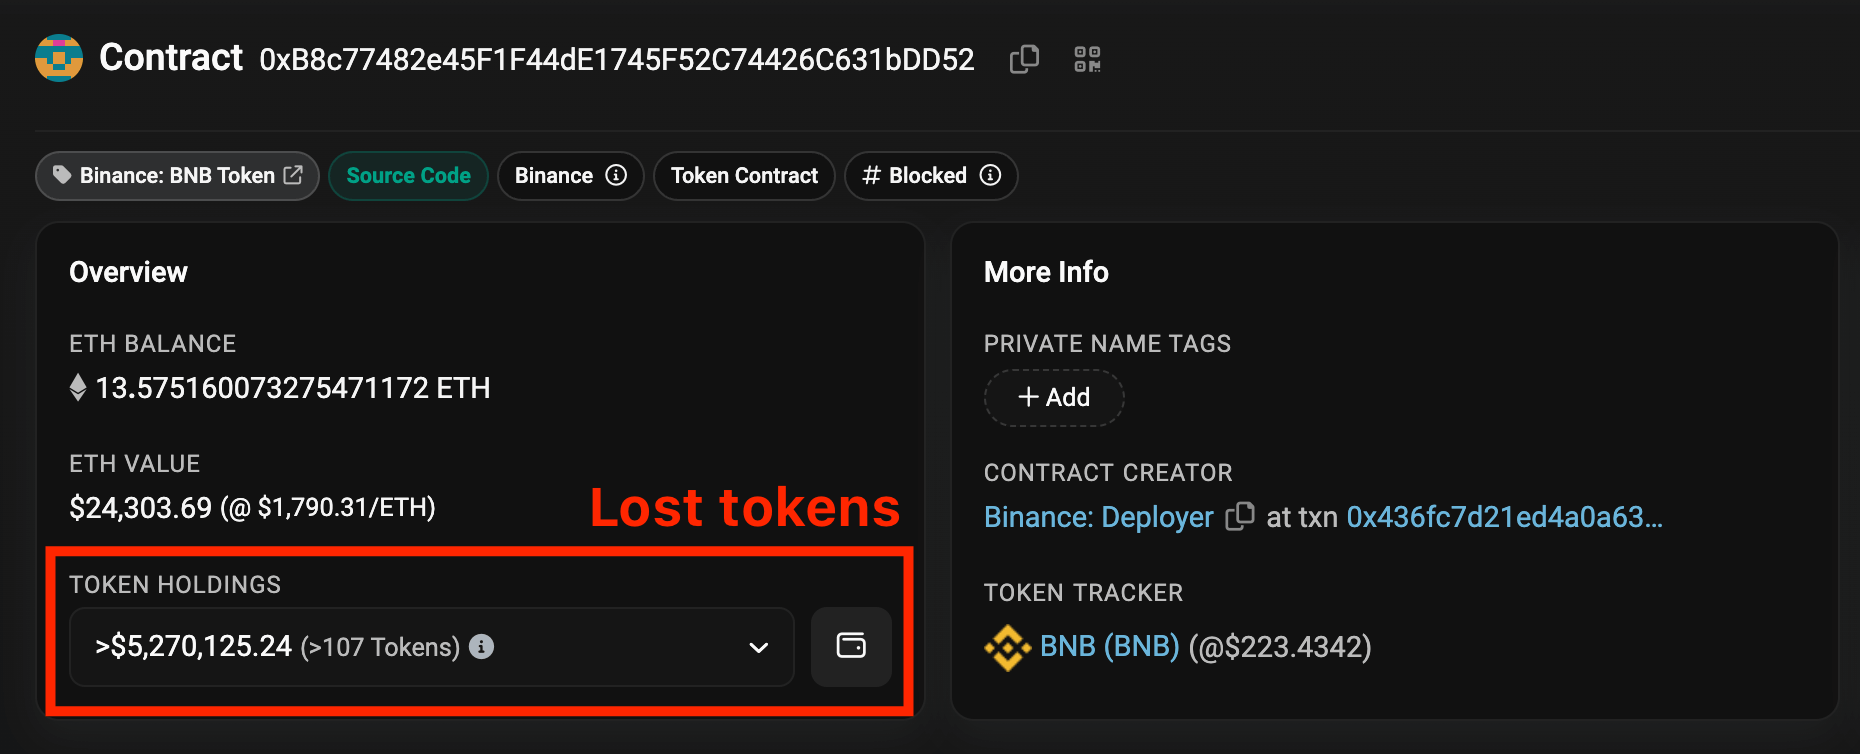 Contract 0xB8c77482e45F1F44dE1745F52C74426C631bDD52
Binance: BNB Token
Source Code
Binance
Token Contract
# Blocked
Overview
ETH BALANCE
13.575160073275471172 ETH
ETH VALUE
$24,303.69 (@ $1,790.31/ETH)
Lost tokens
TOKEN HOLDINGS
>$5,270,125.24 (>107 Tokens)
More Info
PRIVATE NAME TAGS
+ Add
CONTRACT CREATOR
Binance: Deployer at txn 0x436fc7d21ed4a0a63...
TOKEN TRACKER
BNB (BNB) (@$223.4342)